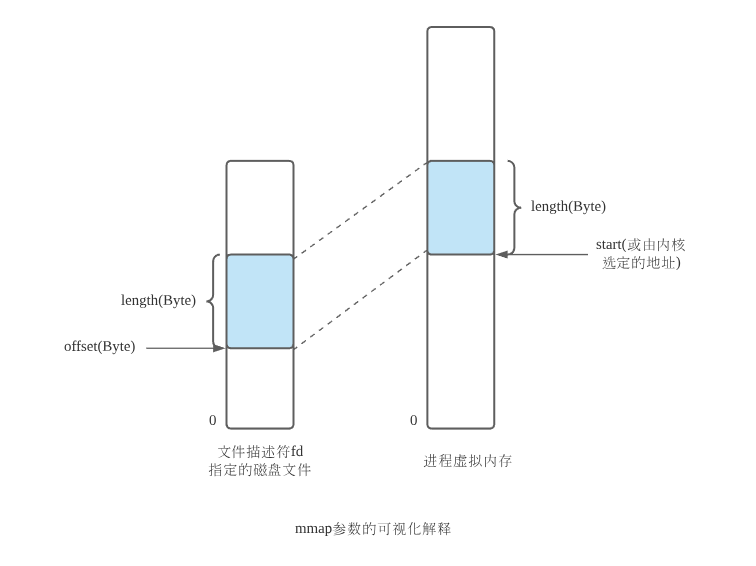 length(Byte)
start(或由内核
选定的地址)
length(Byte)
offset(Byte)
0
0
文件描述符fd
指定的磁盘文件
进程虚拟内存
mmap参数的可视化解释